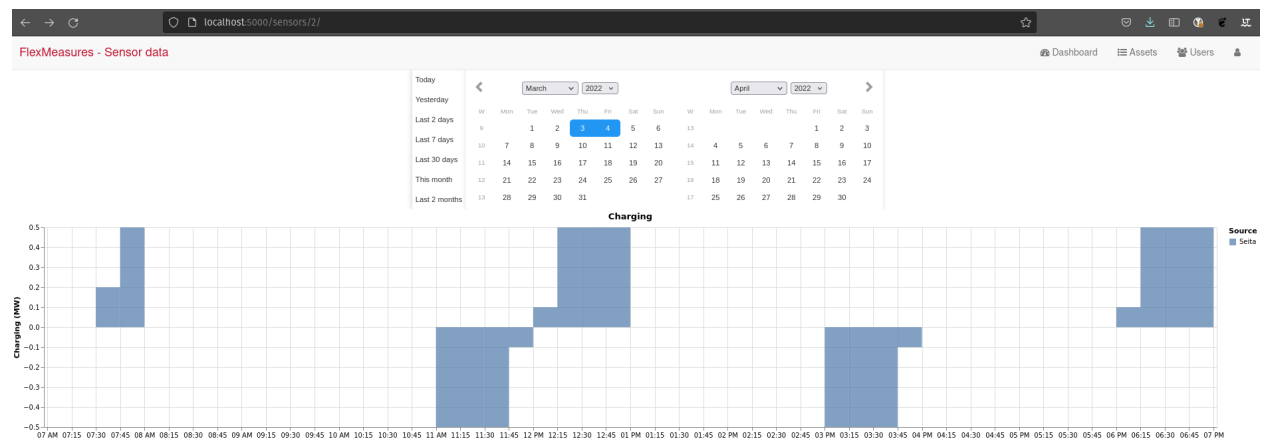 localhost:5000/sensors/2/
FlexMeasures - Sensor data
Dashboard Assets Users
Today
Yesterday
Last 2 days
Last 7 days
Last 30 days
This month
Last 2 months
March 2022
W Mon Tue Wed Thu Fri Sat Sun
9 1 2 3 4 5 6
10 7 8 9 10 11 12 13
11 14 15 16 17 18 19 20
12 21 22 23 24 25 26 27
13 28 29 30 31
April 2022
W Mon Tue Wed Thu Fri Sat Sun
13 1 2 3
14 4 5 6 7 8 9 10
15 11 12 13 14 15 16 17
16 18 19 20 21 22 23 24
17 25 26 27 28 29 30
Charging
Charging (MW)
0.5
0.4
0.3
0.2
0.1
0.0
−0.1
−0.2
−0.3
−0.4
−0.5
07 AM 07:15 07:30 07:45 08 AM 08:15 08:30 08:45 09 AM 09:15 09:30 09:45 10 AM 10:15 10:30 10:45 11 AM 11:15 11:30 11:45 12 PM 12:15 12:30 12:45 01 PM 01:15 01:30 01:45 02 PM 02:15 02:30 02:45 03 PM 03:15 03:30 03:45 04 PM 04:15 04:30 04:45 05 PM 05:15 05:30 05:45 06 PM 06:15 06:30 06:45 07 PM
Source
Seita